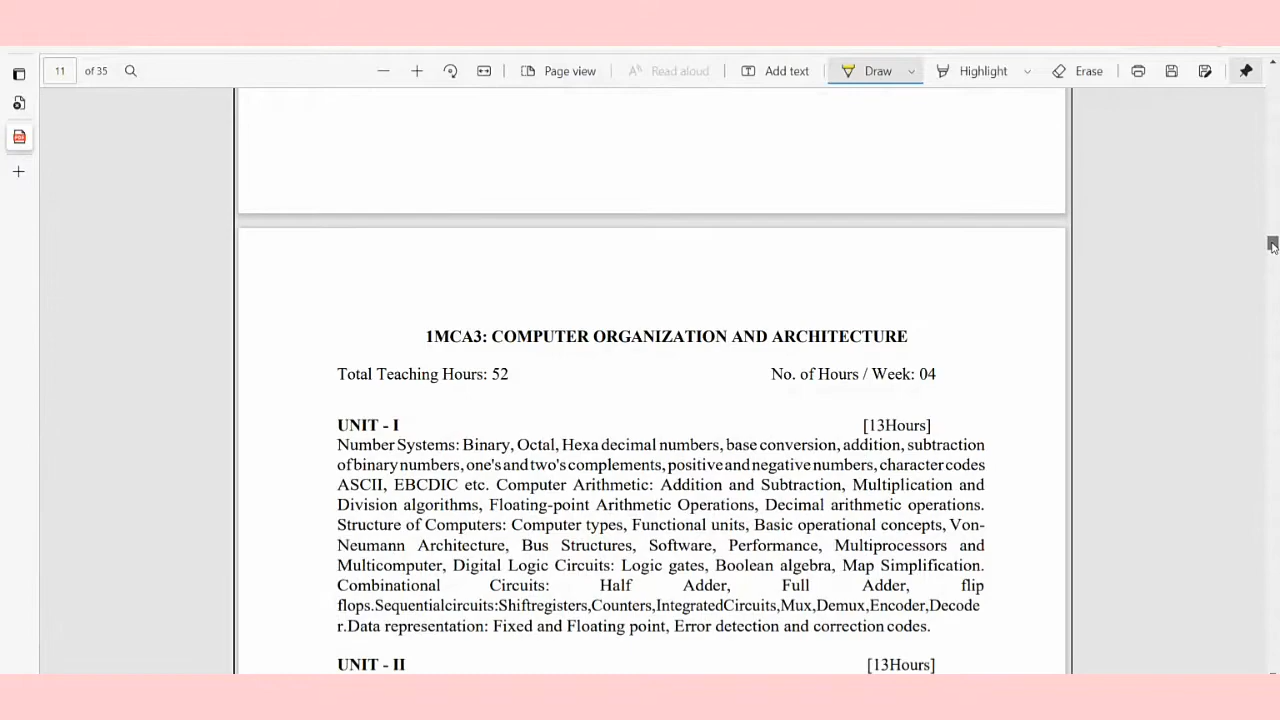 11 of 35 Page view Read aloud Add text Draw Highlight Erase
1MCA3: COMPUTER ORGANIZATION AND ARCHITECTURE
Total Teaching Hours: 52 No. of Hours / Week: 04
UNIT - I [13Hours]
Number Systems: Binary, Octal, Hexa decimal numbers, base conversion, addition, subtraction
of binary numbers, one's and two's complements, positive and negative numbers, character codes
ASCII, EBCDIC etc. Computer Arithmetic: Addition and Subtraction, Multiplication and
Division algorithms, Floating-point Arithmetic Operations, Decimal arithmetic operations.
Structure of Computers: Computer types, Functional units, Basic operational concepts, Von-
Neumann Architecture, Bus Structures, Software, Performance, Multiprocessors and
Multicomputer, Digital Logic Circuits: Logic gates, Boolean algebra, Map Simplification.
Combinational Circuits: Half Adder, Full Adder, flip
flops.Sequentialcircuits:Shiftregisters,Counters,IntegratedCircuits,Mux,Demux,Encoder,Decode
r.Data representation: Fixed and Floating point, Error detection and correction codes.
UNIT - II [13Hours]